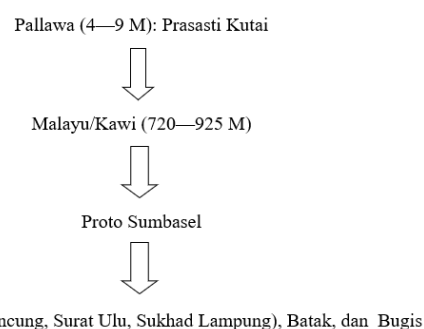 Pallawa (4—9 M): Prasasti Kutai
Malayu/Kawi (720—925 M)
Proto Sumbasel
ncung, Surat Ulu, Sukhad Lampung), Batak, dan Bugis